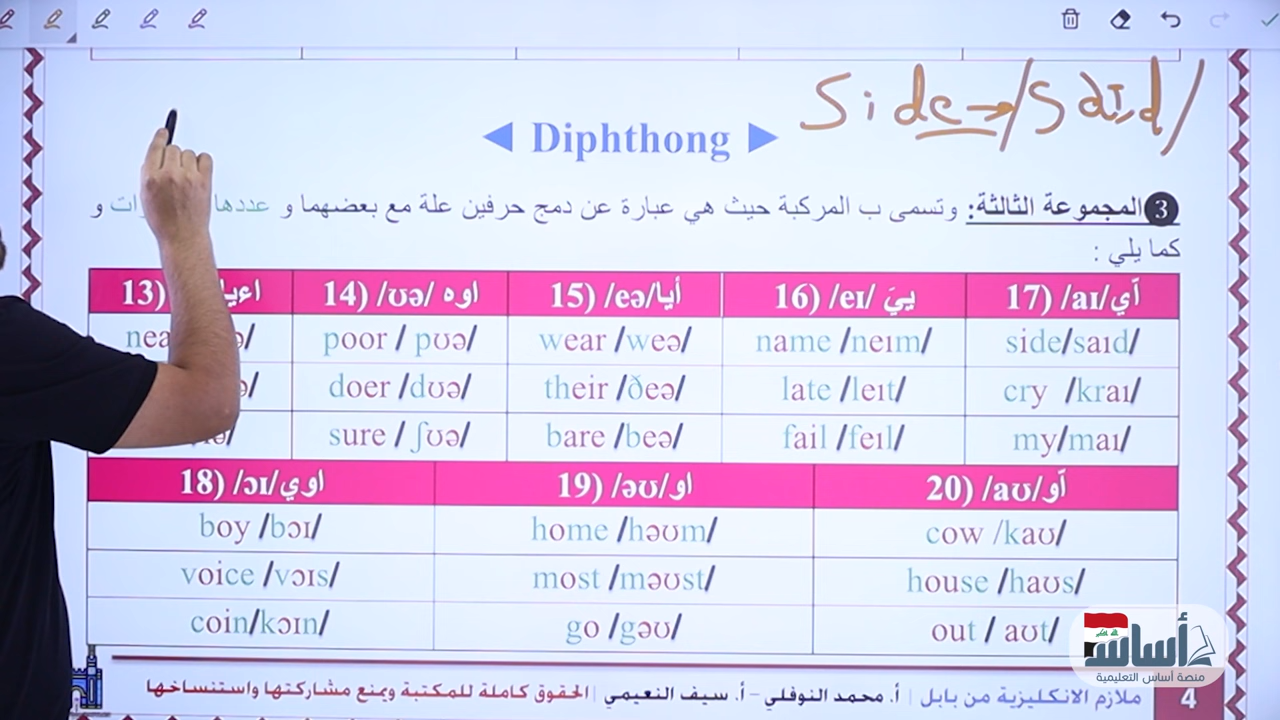 side → /saɪd/
◄ Diphthong ►
3 المجموعة الثالثة: وتسمى ب المركبة حيث هي عبارة عن دمج حرفين علة مع بعضهما و عددها و
كما يلي :
13) 14) /ʊə/ اوه 15) /eə/ أيا 16) /eɪ/ ييَ 17) /aɪ/ آي
poor / pʊə/ wear /weə/ name /neɪm/ side/saɪd/
doer /dʊə/ their /ðeə/ late /leɪt/ cry /kraɪ/
sure / ʃʊə/ bare /beə/ fail /feɪl/ my/maɪ/
18) /ɔɪ/ اوي 19) /əʊ/ او 20) /aʊ/ آو
boy /bɔɪ/ home /həʊm/ cow /kaʊ/
voice /vɔɪs/ most /məʊst/ house /haʊs/
coin/kɔɪn/ go /gəʊ/ out / aʊt/
أساس
منصة أساس التعليمية
4 ملازم الانكليزية من بابل | أ. محمد النوفلي - أ. سيف النعيمي | الحقوق كاملة للمكتبة ويمنع مشاركتها واستنساخها